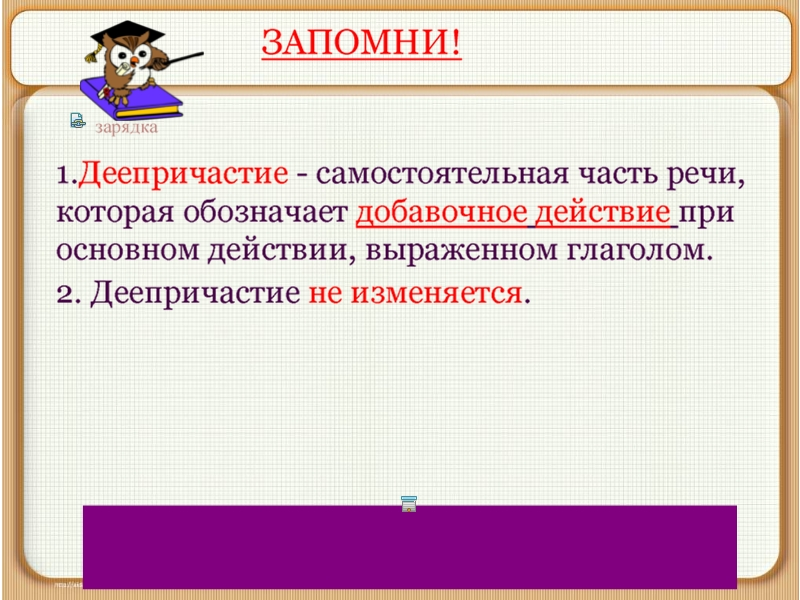 ЗАПОМНИ!
зарядка
1.Деепричастие - самостоятельная часть речи,
которая обозначает добавочное действие при
основном действии, выраженном глаголом.
2. Деепричастие не изменяется.